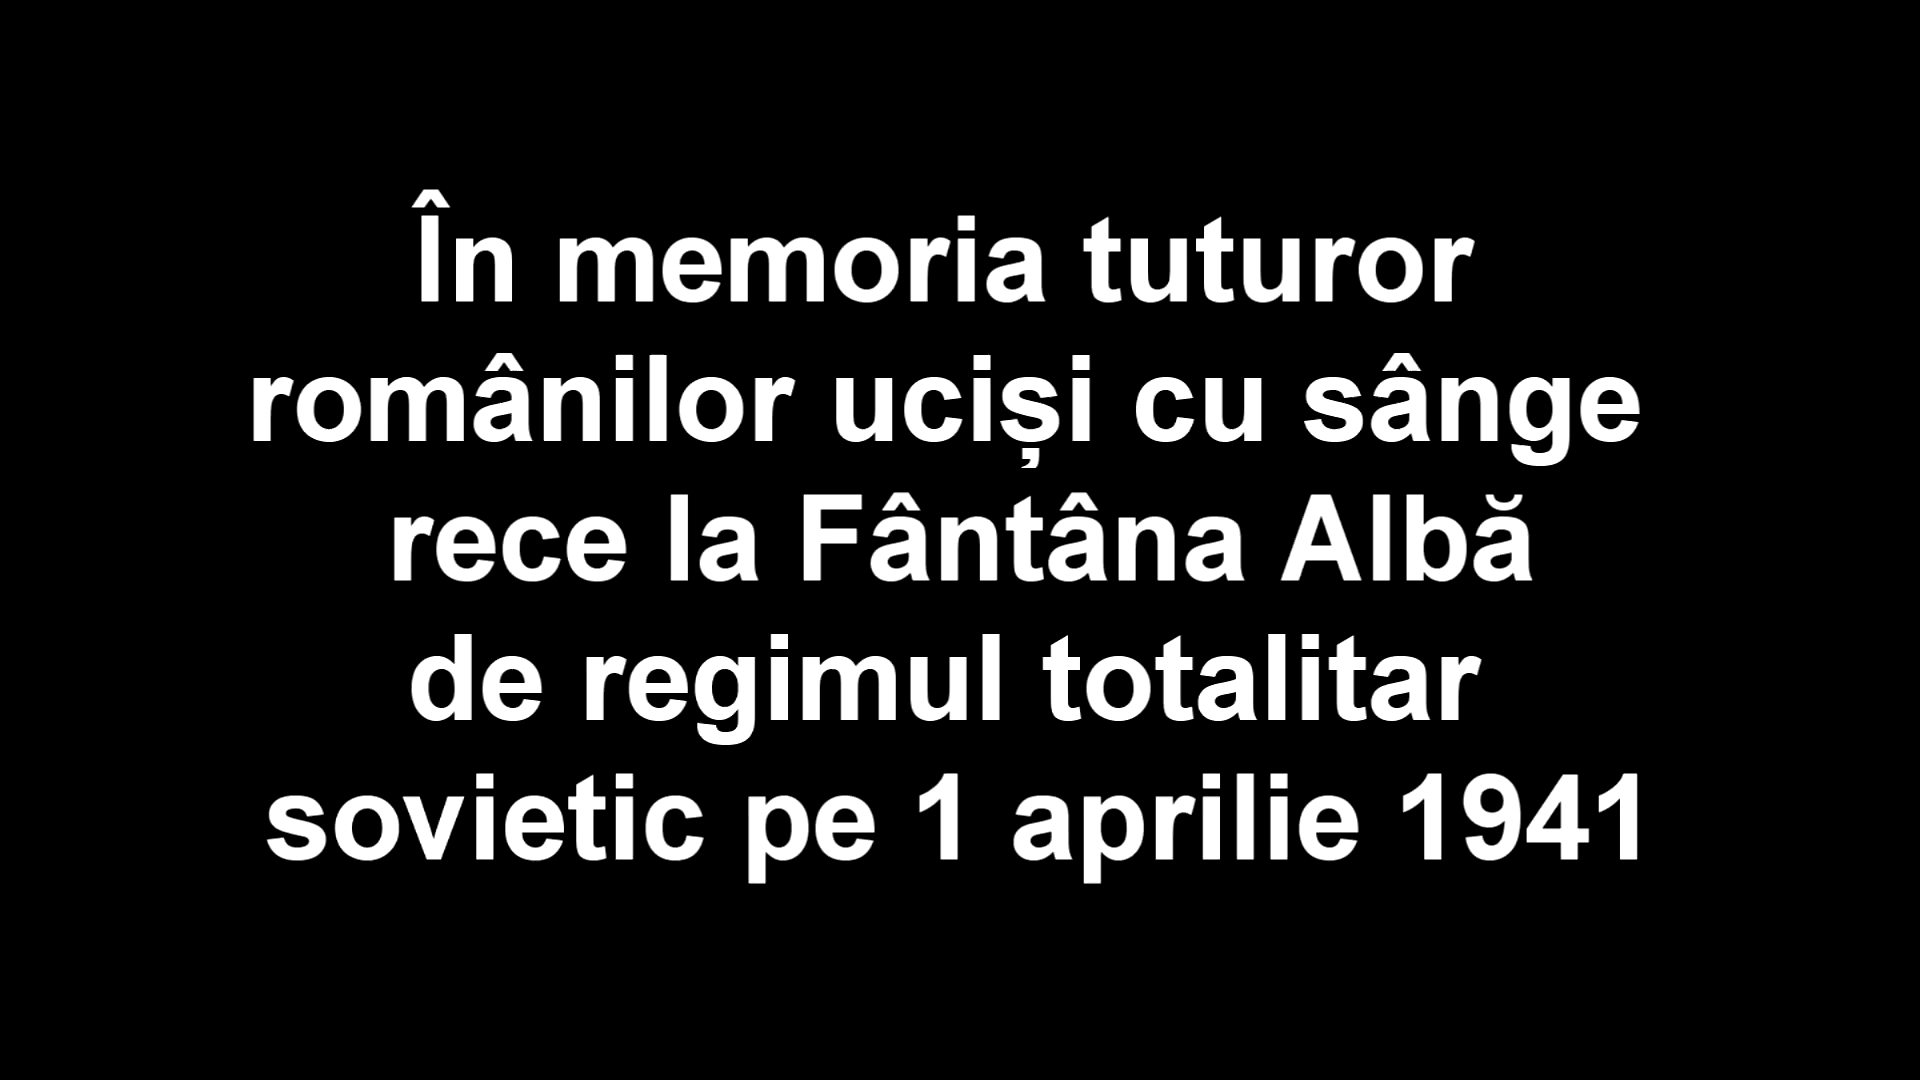 În memoria tuturor
românilor uciși cu sânge
rece la Fântâna Albă
de regimul totalitar
sovietic pe 1 aprilie 1941